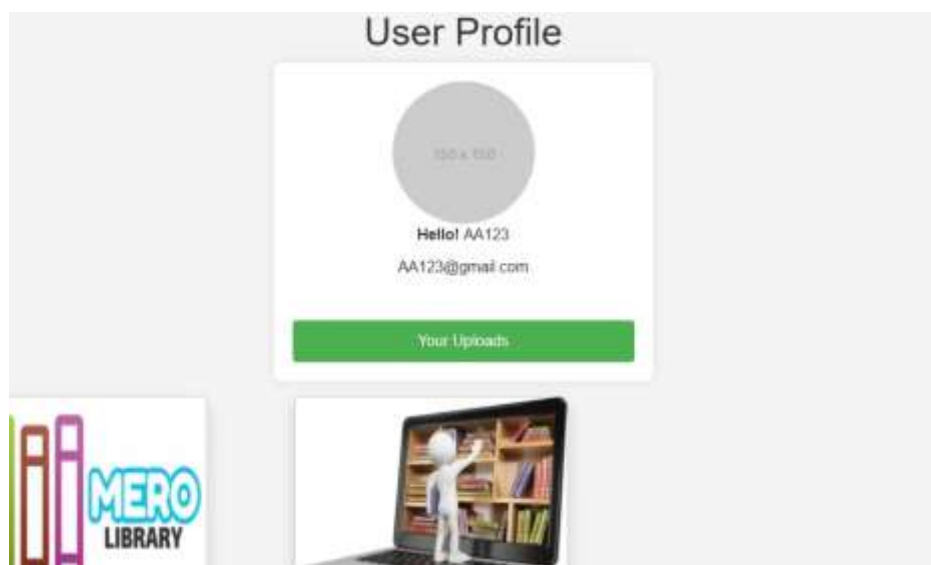 User Profile
150 x 150
Hello! AA123
AA123@gmail.com
Your Uploads
MERO
LIBRARY